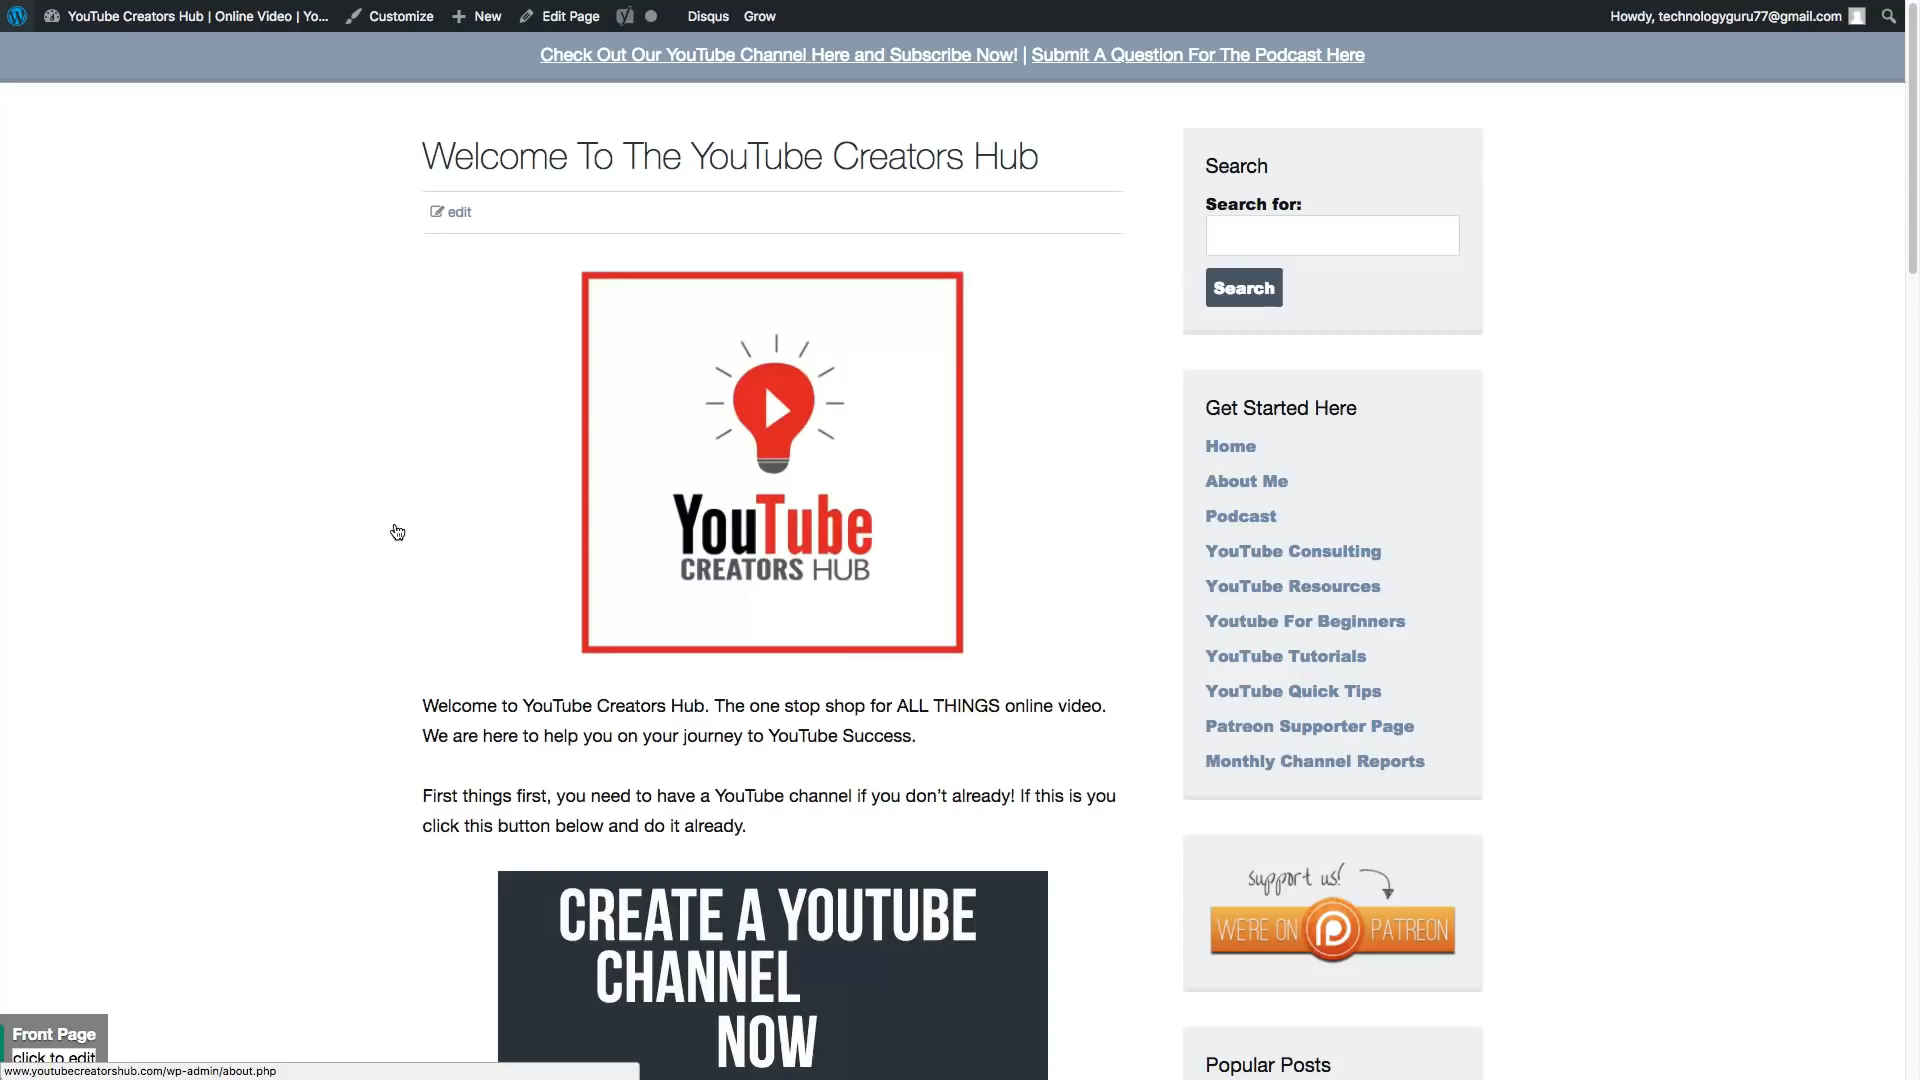 YouTube Creators Hub | Online Video | Yo... Customize New Edit Page Disqus Grow Howdy, technologyguru77@gmail.com
Check Out Our YouTube Channel Here and Subscribe Now! | Submit A Question For The Podcast Here
Welcome To The YouTube Creators Hub
edit
YouTube
CREATORS HUB
Welcome to YouTube Creators Hub. The one stop shop for ALL THINGS online video.
We are here to help you on your journey to YouTube Success.
First things first, you need to have a YouTube channel if you don’t already! If this is you
click this button below and do it already.
CREATE A YOUTUBE
CHANNEL
NOW
Search
Search for:
Search
Get Started Here
Home
About Me
Podcast
YouTube Consulting
YouTube Resources
Youtube For Beginners
YouTube Tutorials
YouTube Quick Tips
Patreon Supporter Page
Monthly Channel Reports
support us!
WE'RE ON PATREON
Popular Posts
Front Page
click to edit
www.youtubecreatorshub.com/wp-admin/about.php